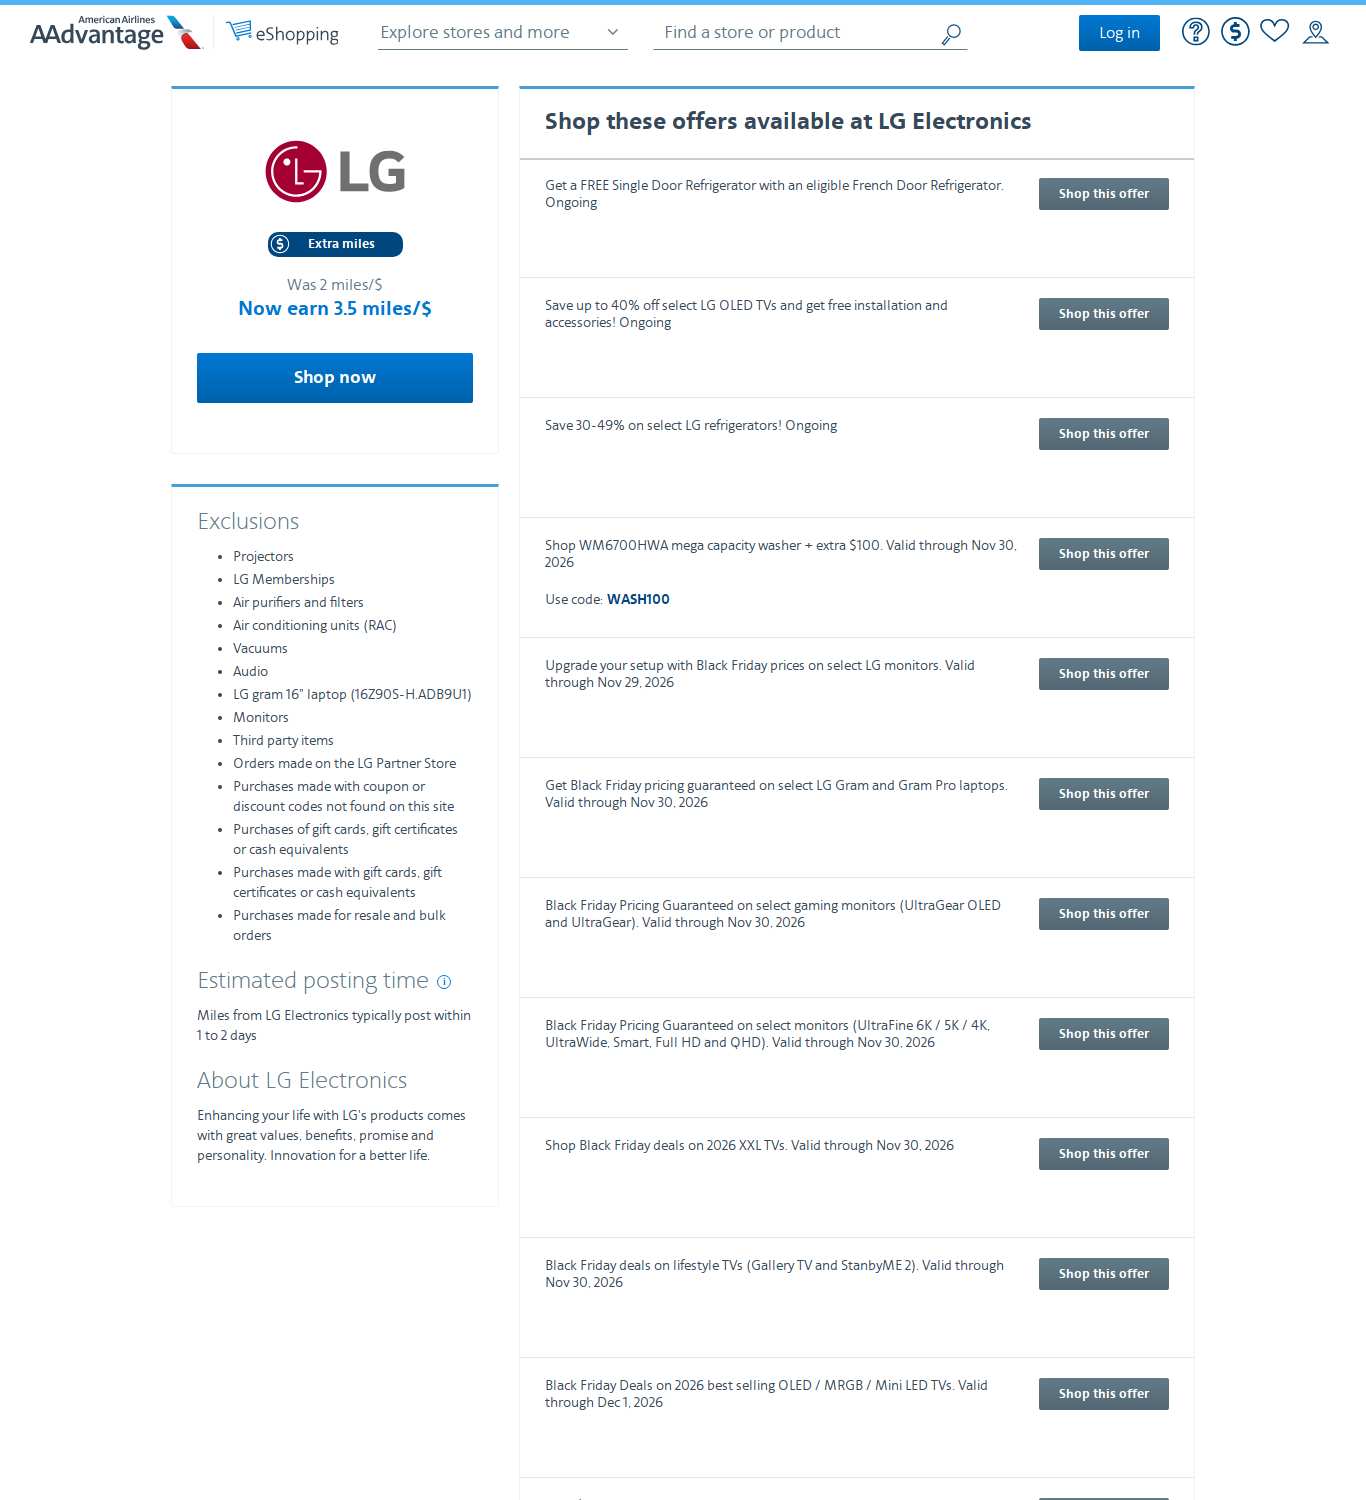 American Airlines
AAdvantage
eShopping
Explore stores and more
Find a store or product
Log in
LG
Extra miles
Was 2 miles/$
Now earn 3.5 miles/$
Shop now
Exclusions
• Projectors
• LG Memberships
• Air purifiers and filters
• Air conditioning units (RAC)
• Vacuums
• Audio
• LG gram 16" laptop (16Z90S-H.ADB9U1)
• Monitors
• Third party items
• Orders made on the LG Partner Store
• Purchases made with coupon or
discount codes not found on this site
• Purchases of gift cards, gift certificates
or cash equivalents
• Purchases made with gift cards, gift
certificates or cash equivalents
• Purchases made for resale and bulk
orders
Estimated posting time
Miles from LG Electronics typically post within
1 to 2 days
About LG Electronics
Enhancing your life with LG's products comes
with great values, benefits, promise and
personality. Innovation for a better life.
Shop these offers available at LG Electronics
Get a FREE Single Door Refrigerator with an eligible French Door Refrigerator.
Ongoing
Shop this offer
Save up to 40% off select LG OLED TVs and get free installation and
accessories! Ongoing
Shop this offer
Save 30-49% on select LG refrigerators! Ongoing
Shop this offer
Shop WM6700HWA mega capacity washer + extra $100. Valid through Nov 30,
2026
Use code: WASH100
Shop this offer
Upgrade your setup with Black Friday prices on select LG monitors. Valid
through Nov 29, 2026
Shop this offer
Get Black Friday pricing guaranteed on select LG Gram and Gram Pro laptops.
Valid through Nov 30, 2026
Shop this offer
Black Friday Pricing Guaranteed on select gaming monitors (UltraGear OLED
and UltraGear). Valid through Nov 30, 2026
Shop this offer
Black Friday Pricing Guaranteed on select monitors (UltraFine 6K / 5K / 4K,
UltraWide, Smart, Full HD and QHD). Valid through Nov 30, 2026
Shop this offer
Shop Black Friday deals on 2026 XXL TVs. Valid through Nov 30, 2026
Shop this offer
Black Friday deals on lifestyle TVs (Gallery TV and StanbyME 2). Valid through
Nov 30, 2026
Shop this offer
Black Friday Deals on 2026 best selling OLED / MRGB / Mini LED TVs. Valid
through Dec 1, 2026
Shop this offer